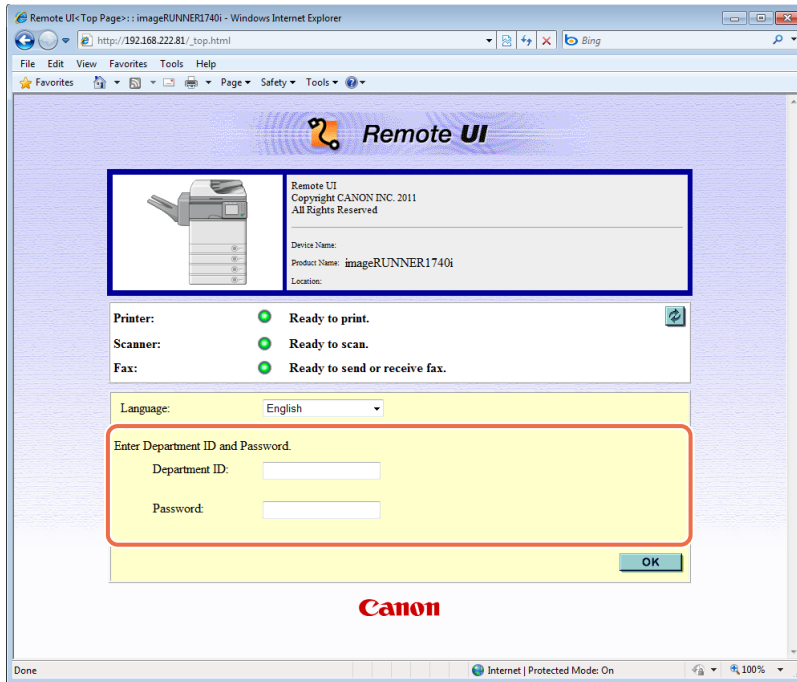 Remote UI<Top Page>: : imageRUNNER1740i - Windows Internet Explorer
http://192.168.222.81/_top.html
Bing
File Edit View Favorites Tools Help
Favorites Page Safety Tools
Remote UI
Remote UI
Copyright CANON INC. 2011
All Rights Reserved
Device Name:
Product Name: imageRUNNER1740i
Location:
Printer: Ready to print.
Scanner: Ready to scan.
Fax: Ready to send or receive fax.
Language: English
Enter Department ID and Password.
Department ID:
Password:
OK
Canon
Done Internet | Protected Mode: On 100%